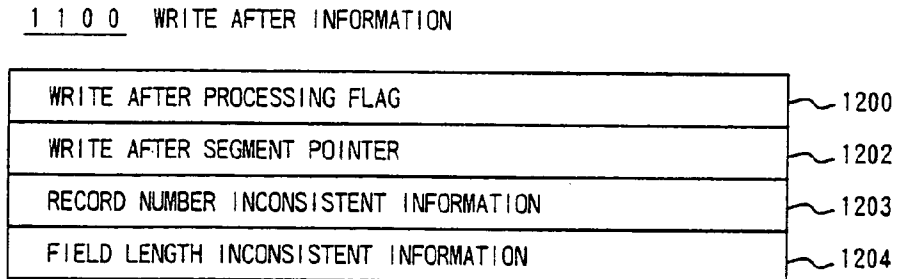 1100 WRITE AFTER INFORMATION
WRITE AFTER PROCESSING FLAG 1200
WRITE AFTER SEGMENT POINTER 1202
RECORD NUMBER INCONSISTENT INFORMATION 1203
FIELD LENGTH INCONSISTENT INFORMATION 1204